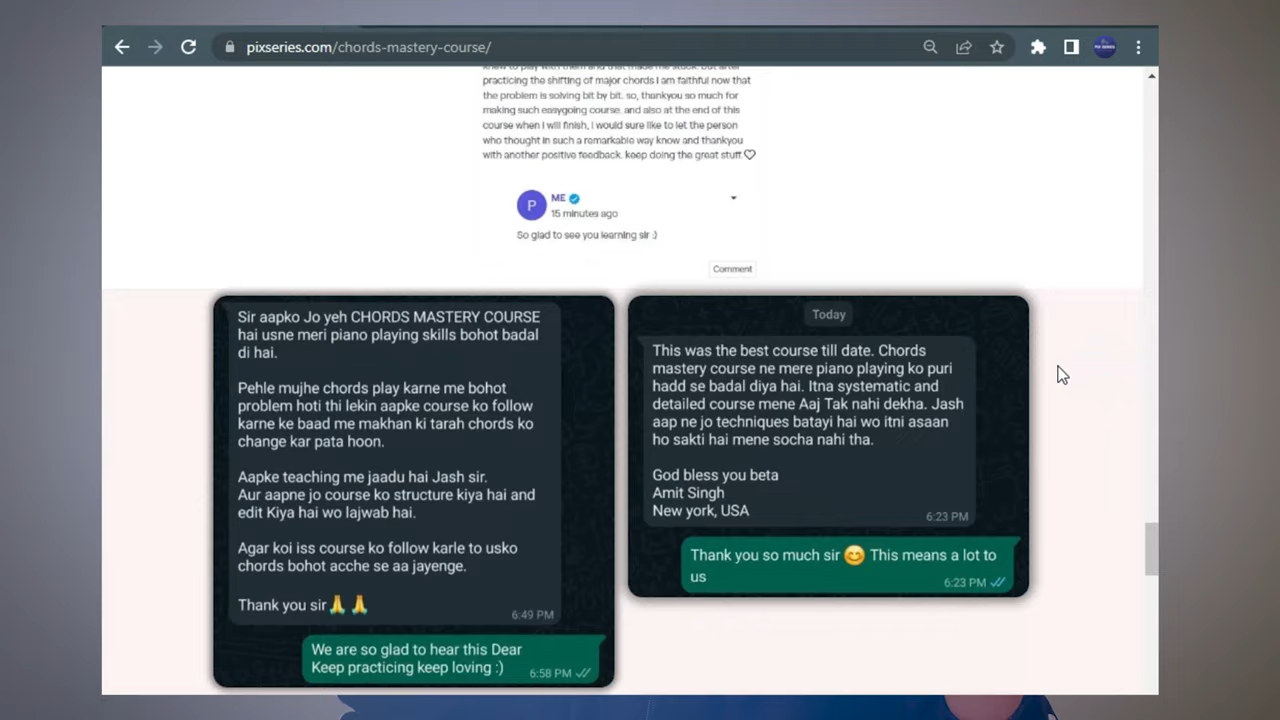 pixseries.com/chords-mastery-course/
PIX SERIES
knew to play with them and that made me stuck. but after
practicing the shifting of major chords I am faithful now that
the problem is solving bit by bit. so, thankyou so much for
making such easygoing course. and also at the end of this
course when I will finish, I would sure like to let the person
who thought in such a remarkable way know and thankyou
with another positive feedback. keep doing the great stuff.♡
P
ME
15 minutes ago
So glad to see you learning sir :)
Comment
Sir aapko Jo yeh CHORDS MASTERY COURSE
hai usne meri piano playing skills bohot badal
di hai.
Pehle mujhe chords play karne me bohot
problem hoti thi lekin aapke course ko follow
karne ke baad me makhan ki tarah chords ko
change kar pata hoon.
Aapke teaching me jaadu hai Jash sir.
Aur aapne jo course ko structure kiya hai and
edit Kiya hai wo lajwab hai.
Agar koi iss course ko follow karle to usko
chords bohot acche se aa jayenge.
Thank you sir🙏🙏
6:49 PM
We are so glad to hear this Dear
Keep practicing keep loving :)
6:58 PM
Today
This was the best course till date. Chords
mastery course ne mere piano playing ko puri
hadd se badal diya hai. Itna systematic and
detailed course mene Aaj Tak nahi dekha. Jash
aap ne jo techniques batayi hai wo itni asaan
ho sakti hai mene socha nahi tha.
God bless you beta
Amit Singh
New york, USA
6:23 PM
Thank you so much sir 😊 This means a lot to
us
6:23 PM